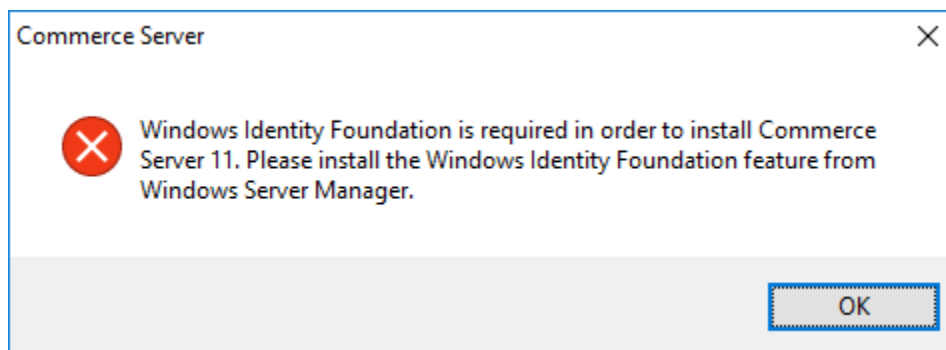 Commerce Server
Windows Identity Foundation is required in order to install Commerce
Server 11. Please install the Windows Identity Foundation feature from
Windows Server Manager.
OK